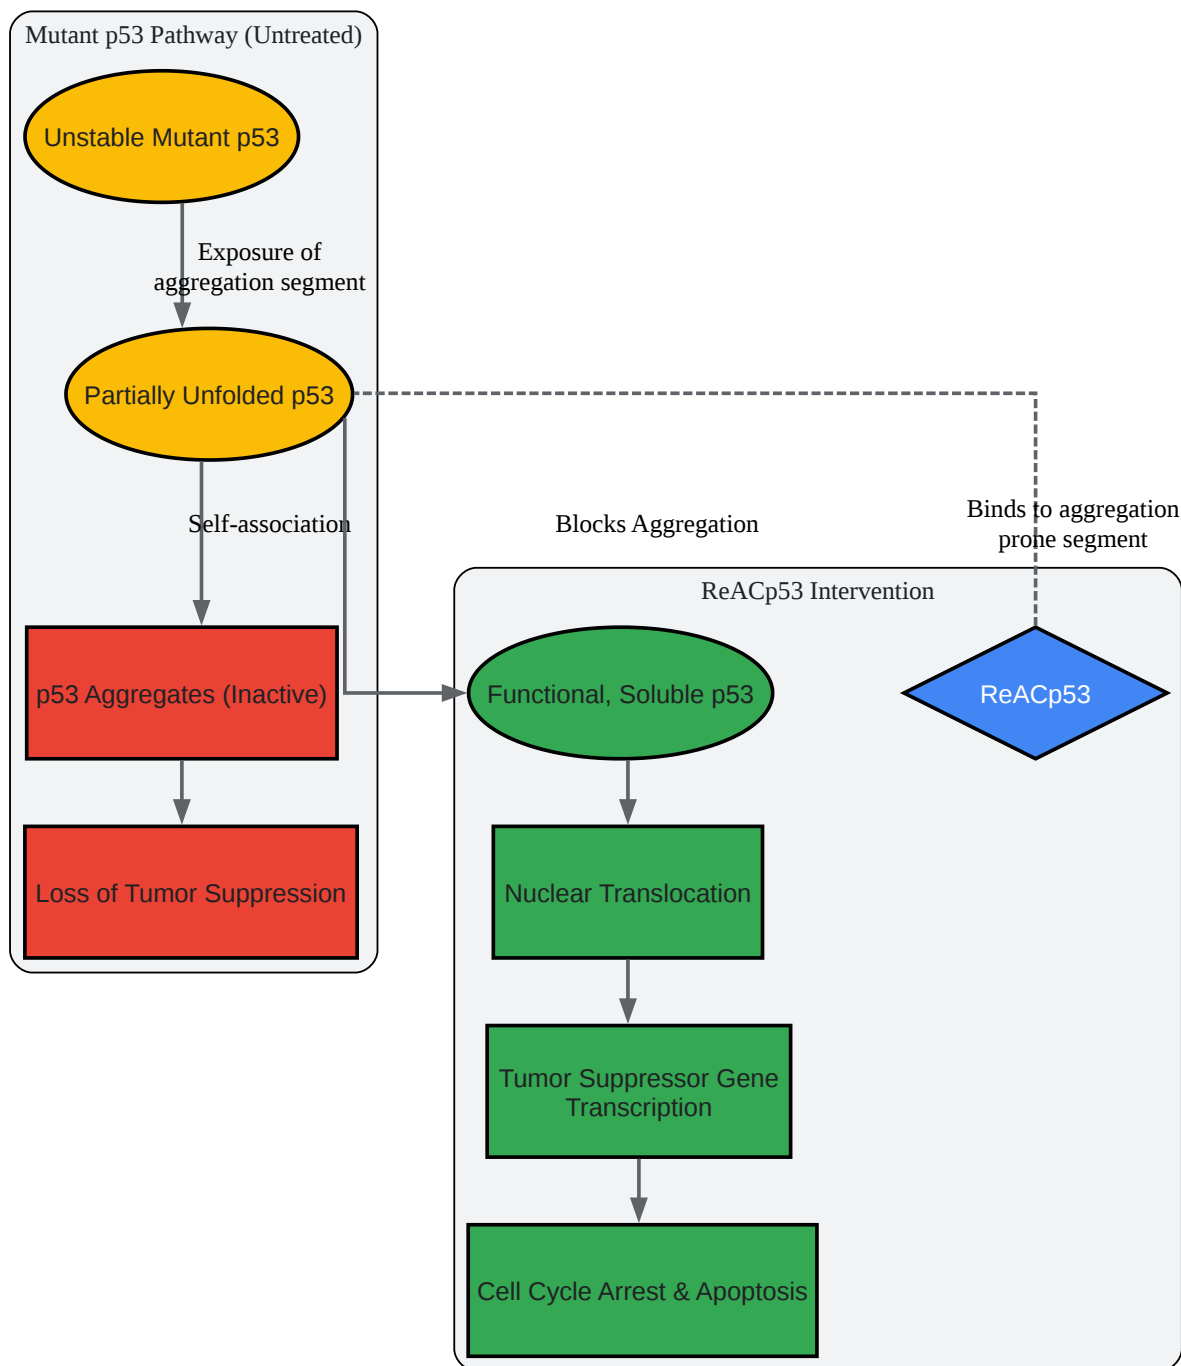 Mutant p53 Pathway (Untreated)
Unstable Mutant p53
Exposure of
aggregation segment
Partially Unfolded p53
Self-association
Blocks Aggregation
Binds to aggregation
prone segment
ReACp53 Intervention
p53 Aggregates (Inactive)
Functional, Soluble p53
ReACp53
Loss of Tumor Suppression
Nuclear Translocation
Tumor Suppressor Gene
Transcription
Cell Cycle Arrest & Apoptosis